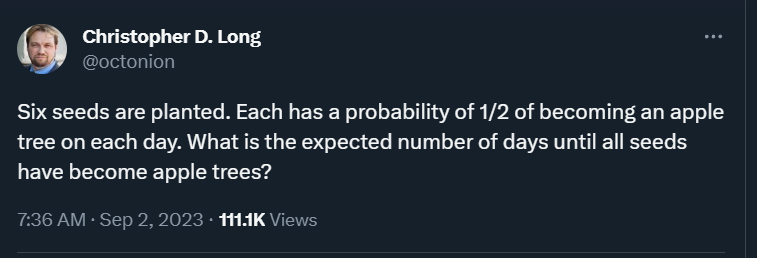 Christopher D. Long
@octonion
Six seeds are planted. Each has a probability of 1/2 of becoming an apple
tree on each day. What is the expected number of days until all seeds
have become apple trees?
7:36 AM · Sep 2, 2023 · 111.1K Views